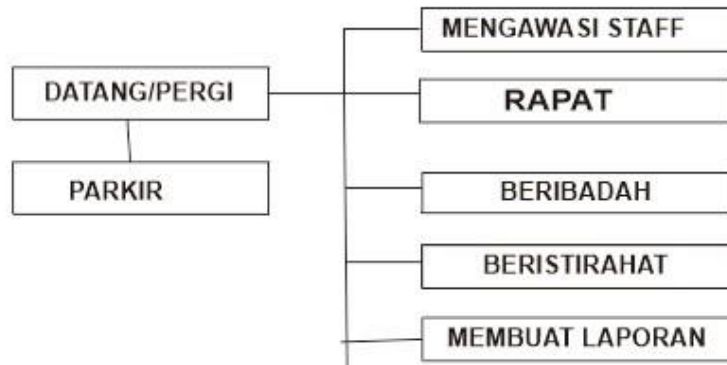 MENGAWASI STAFF
DATANG/PERGI
RAPAT
PARKIR
BERIBADAH
BERISTIRAHAT
MEMBUAT LAPORAN